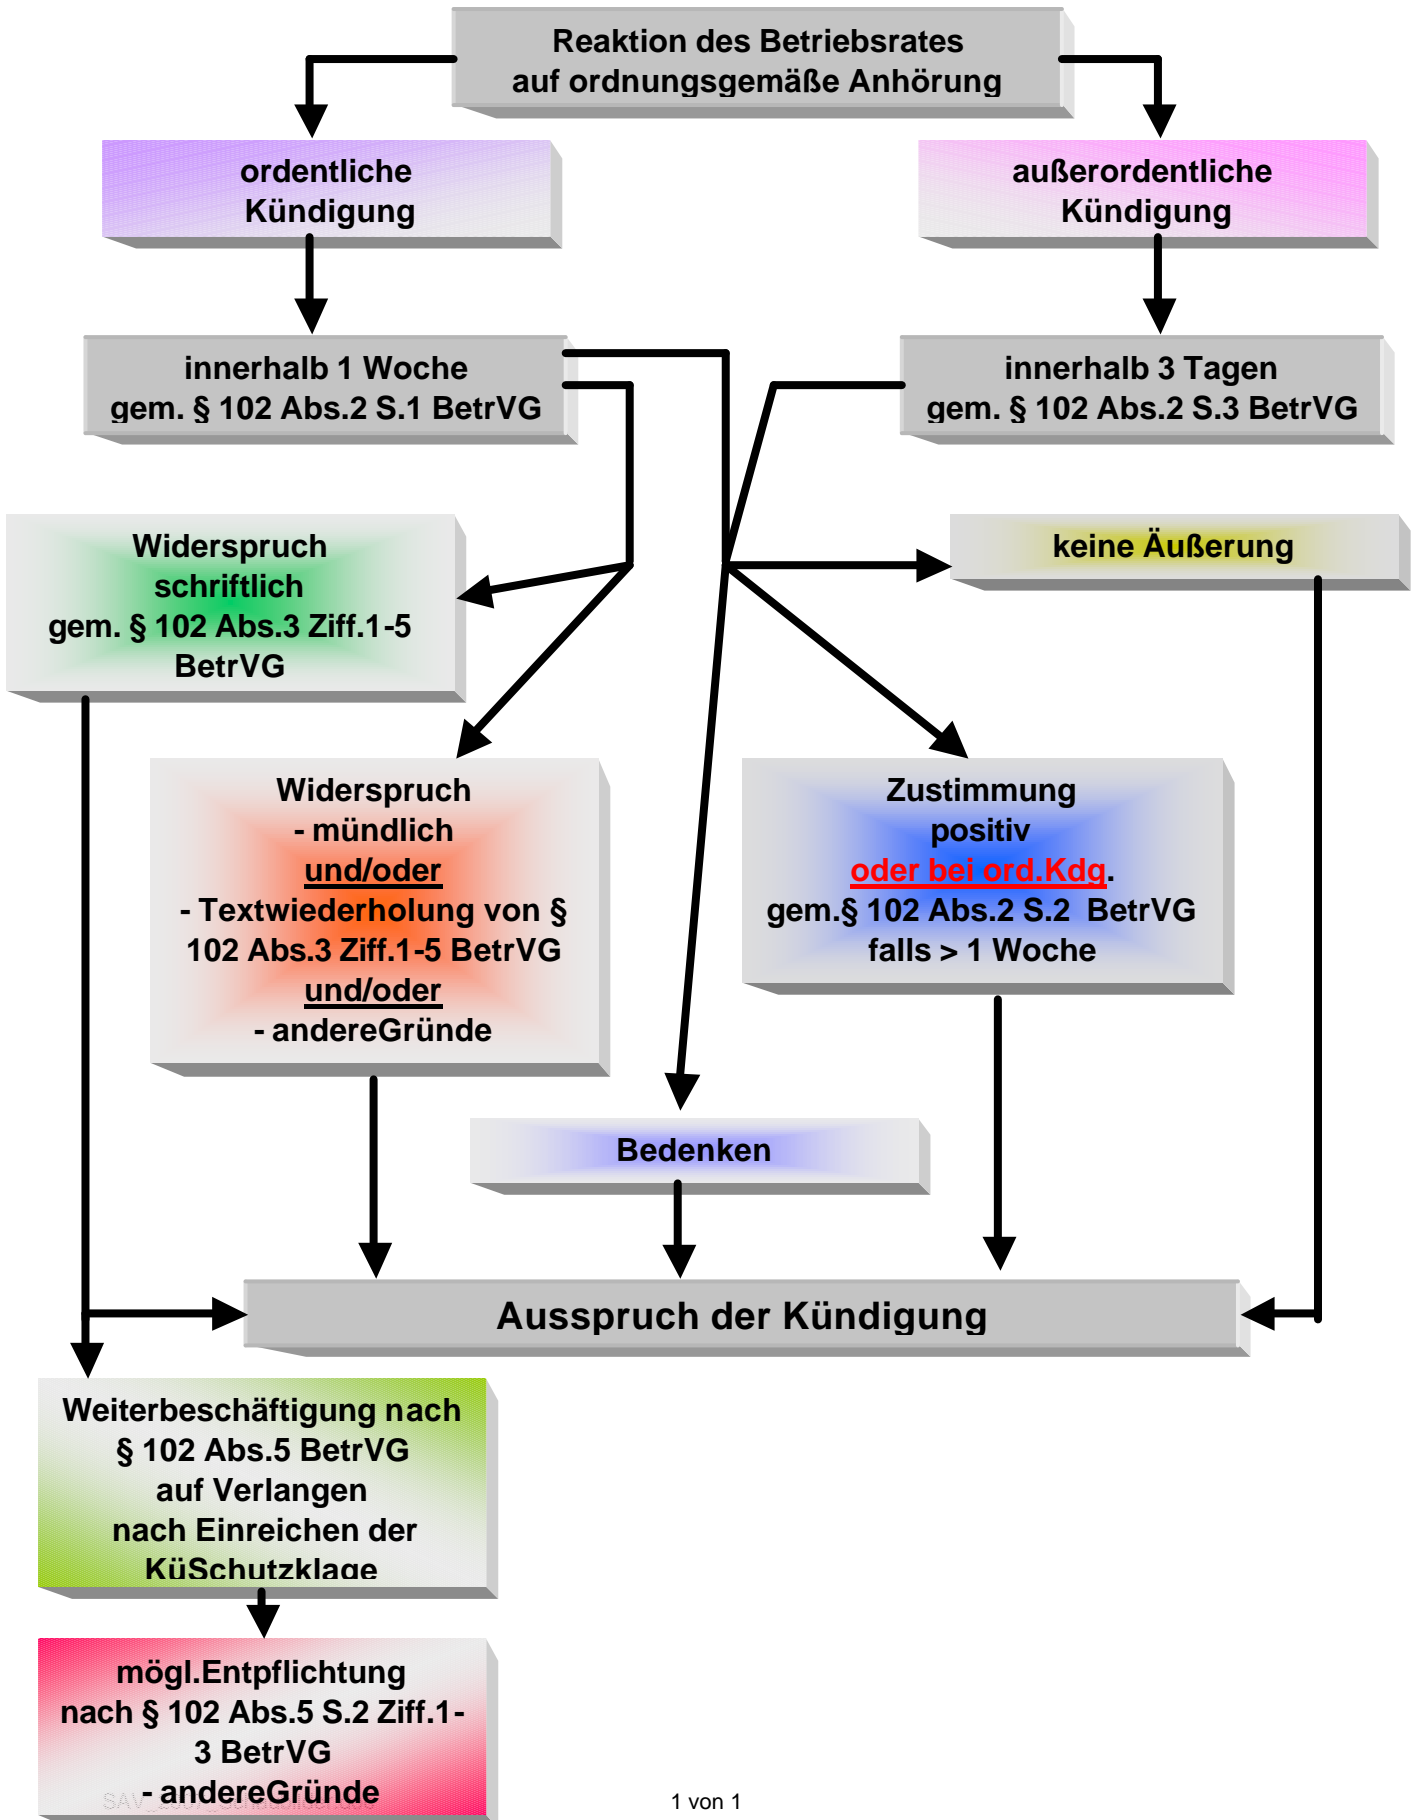 Reaktion des Betriebsrates
auf ordnungsgemäße Anhörung
ordentliche
Kündigung
außerordentliche
Kündigung
innerhalb 1 Woche
gem. § 102 Abs.2 S.1 BetrVG
innerhalb 3 Tagen
gem. § 102 Abs.2 S.3 BetrVG
Widerspruch
schriftlich
gem. § 102 Abs.3 Ziff.1-5
BetrVG
keine Äußerung
Widerspruch
- mündlich
und/oder
- Textwiederholung von §
102 Abs.3 Ziff.1-5 BetrVG
und/oder
- andereGründe
Zustimmung
positiv
oder bei ord.Kdg.
gem.§ 102 Abs.2 S.2 BetrVG
falls > 1 Woche
Bedenken
Ausspruch der Kündigung
Weiterbeschäftigung nach
§ 102 Abs.5 BetrVG
auf Verlangen
nach Einreichen der
KüSchutzklage
mögl.Entpflichtung
nach § 102 Abs.5 S.2 Ziff.1-
3 BetrVG
- andereGründe
1 von 1